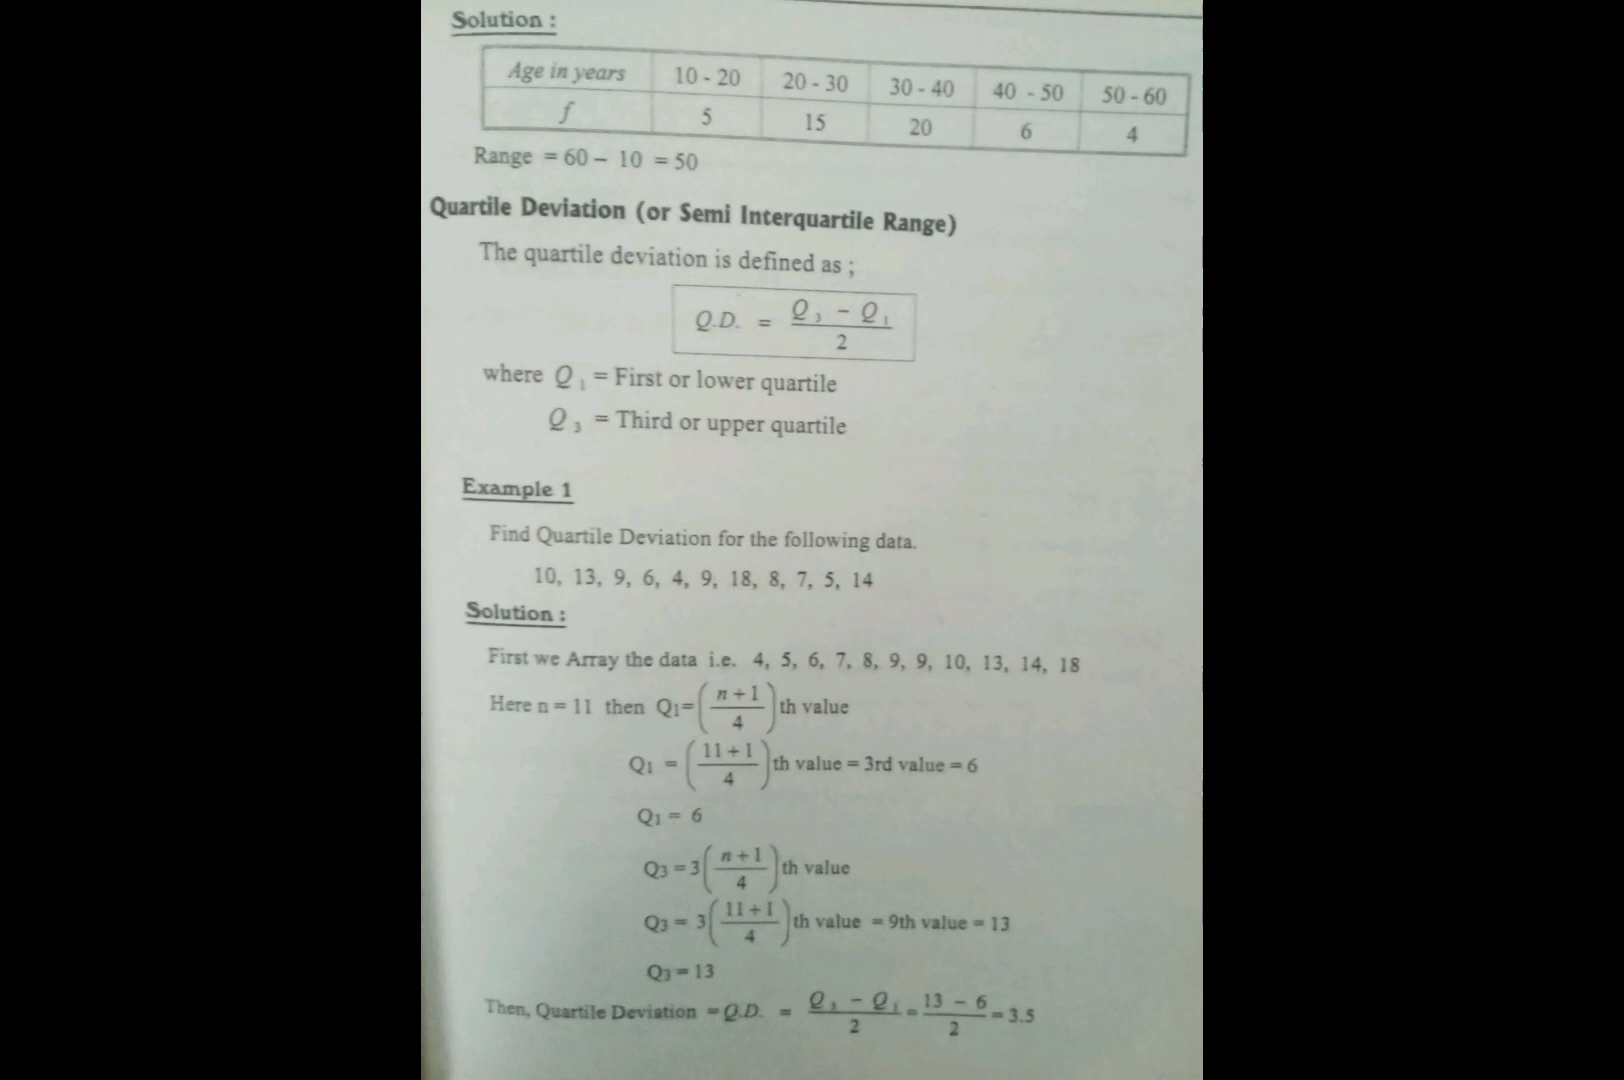 Solution :
Age in years 10 - 20 20 - 30 30 - 40 40 - 50 50 - 60
f 5 15 20 6 4
Range = 60 – 10 = 50
Quartile Deviation (or Semi Interquartile Range)
The quartile deviation is defined as ;
Q.D. = (Q₃ - Q₁)/2
where Q₁ = First or lower quartile
Q₃ = Third or upper quartile
Example 1
Find Quartile Deviation for the following data.
10, 13, 9, 6, 4, 9, 18, 8, 7, 5, 14
Solution :
First we Array the data i.e. 4, 5, 6, 7, 8, 9, 9, 10, 13, 14, 18
Here n = 11 then Q₁=((n+1)/4)th value
Q₁ = ((11+1)/4)th value = 3rd value = 6
Q₁ = 6
Q₃ = 3((n+1)/4)th value
Q₃ = 3((11+1)/4)th value = 9th value = 13
Q₃ = 13
Then, Quartile Deviation = Q.D. = (Q₃ - Q₁)/2 = (13 - 6)/2 = 3.5